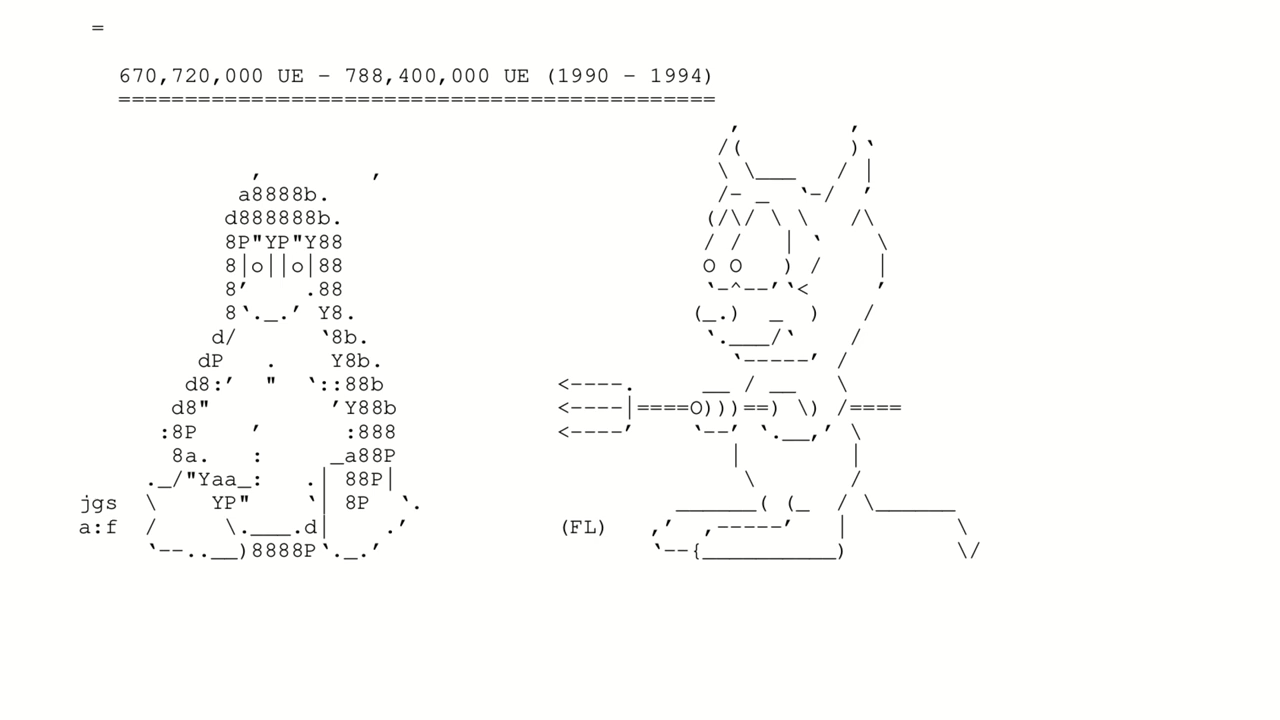 =
670,720,000 UE – 788,400,000 UE (1990 – 1994)
=============================================
jgs
a:f (FL)